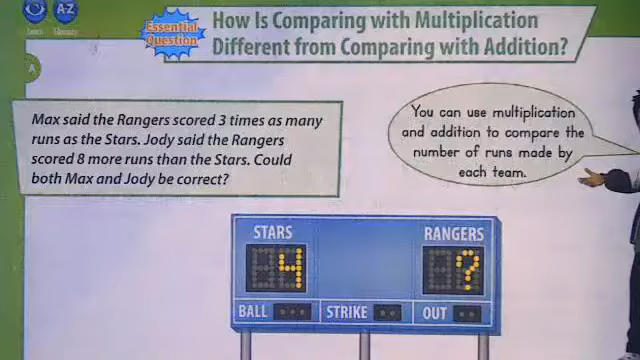 A-Z
Glossary
Essential
Question
How Is Comparing with Multiplication
Different from Comparing with Addition?
A
Max said the Rangers scored 3 times as many
runs as the Stars. Jody said the Rangers
scored 8 more runs than the Stars. Could
both Max and Jody be correct?
You can use multiplication
and addition to compare the
number of runs made by
each team.
STARS
RANGERS
4
?
BALL
STRIKE
OUT